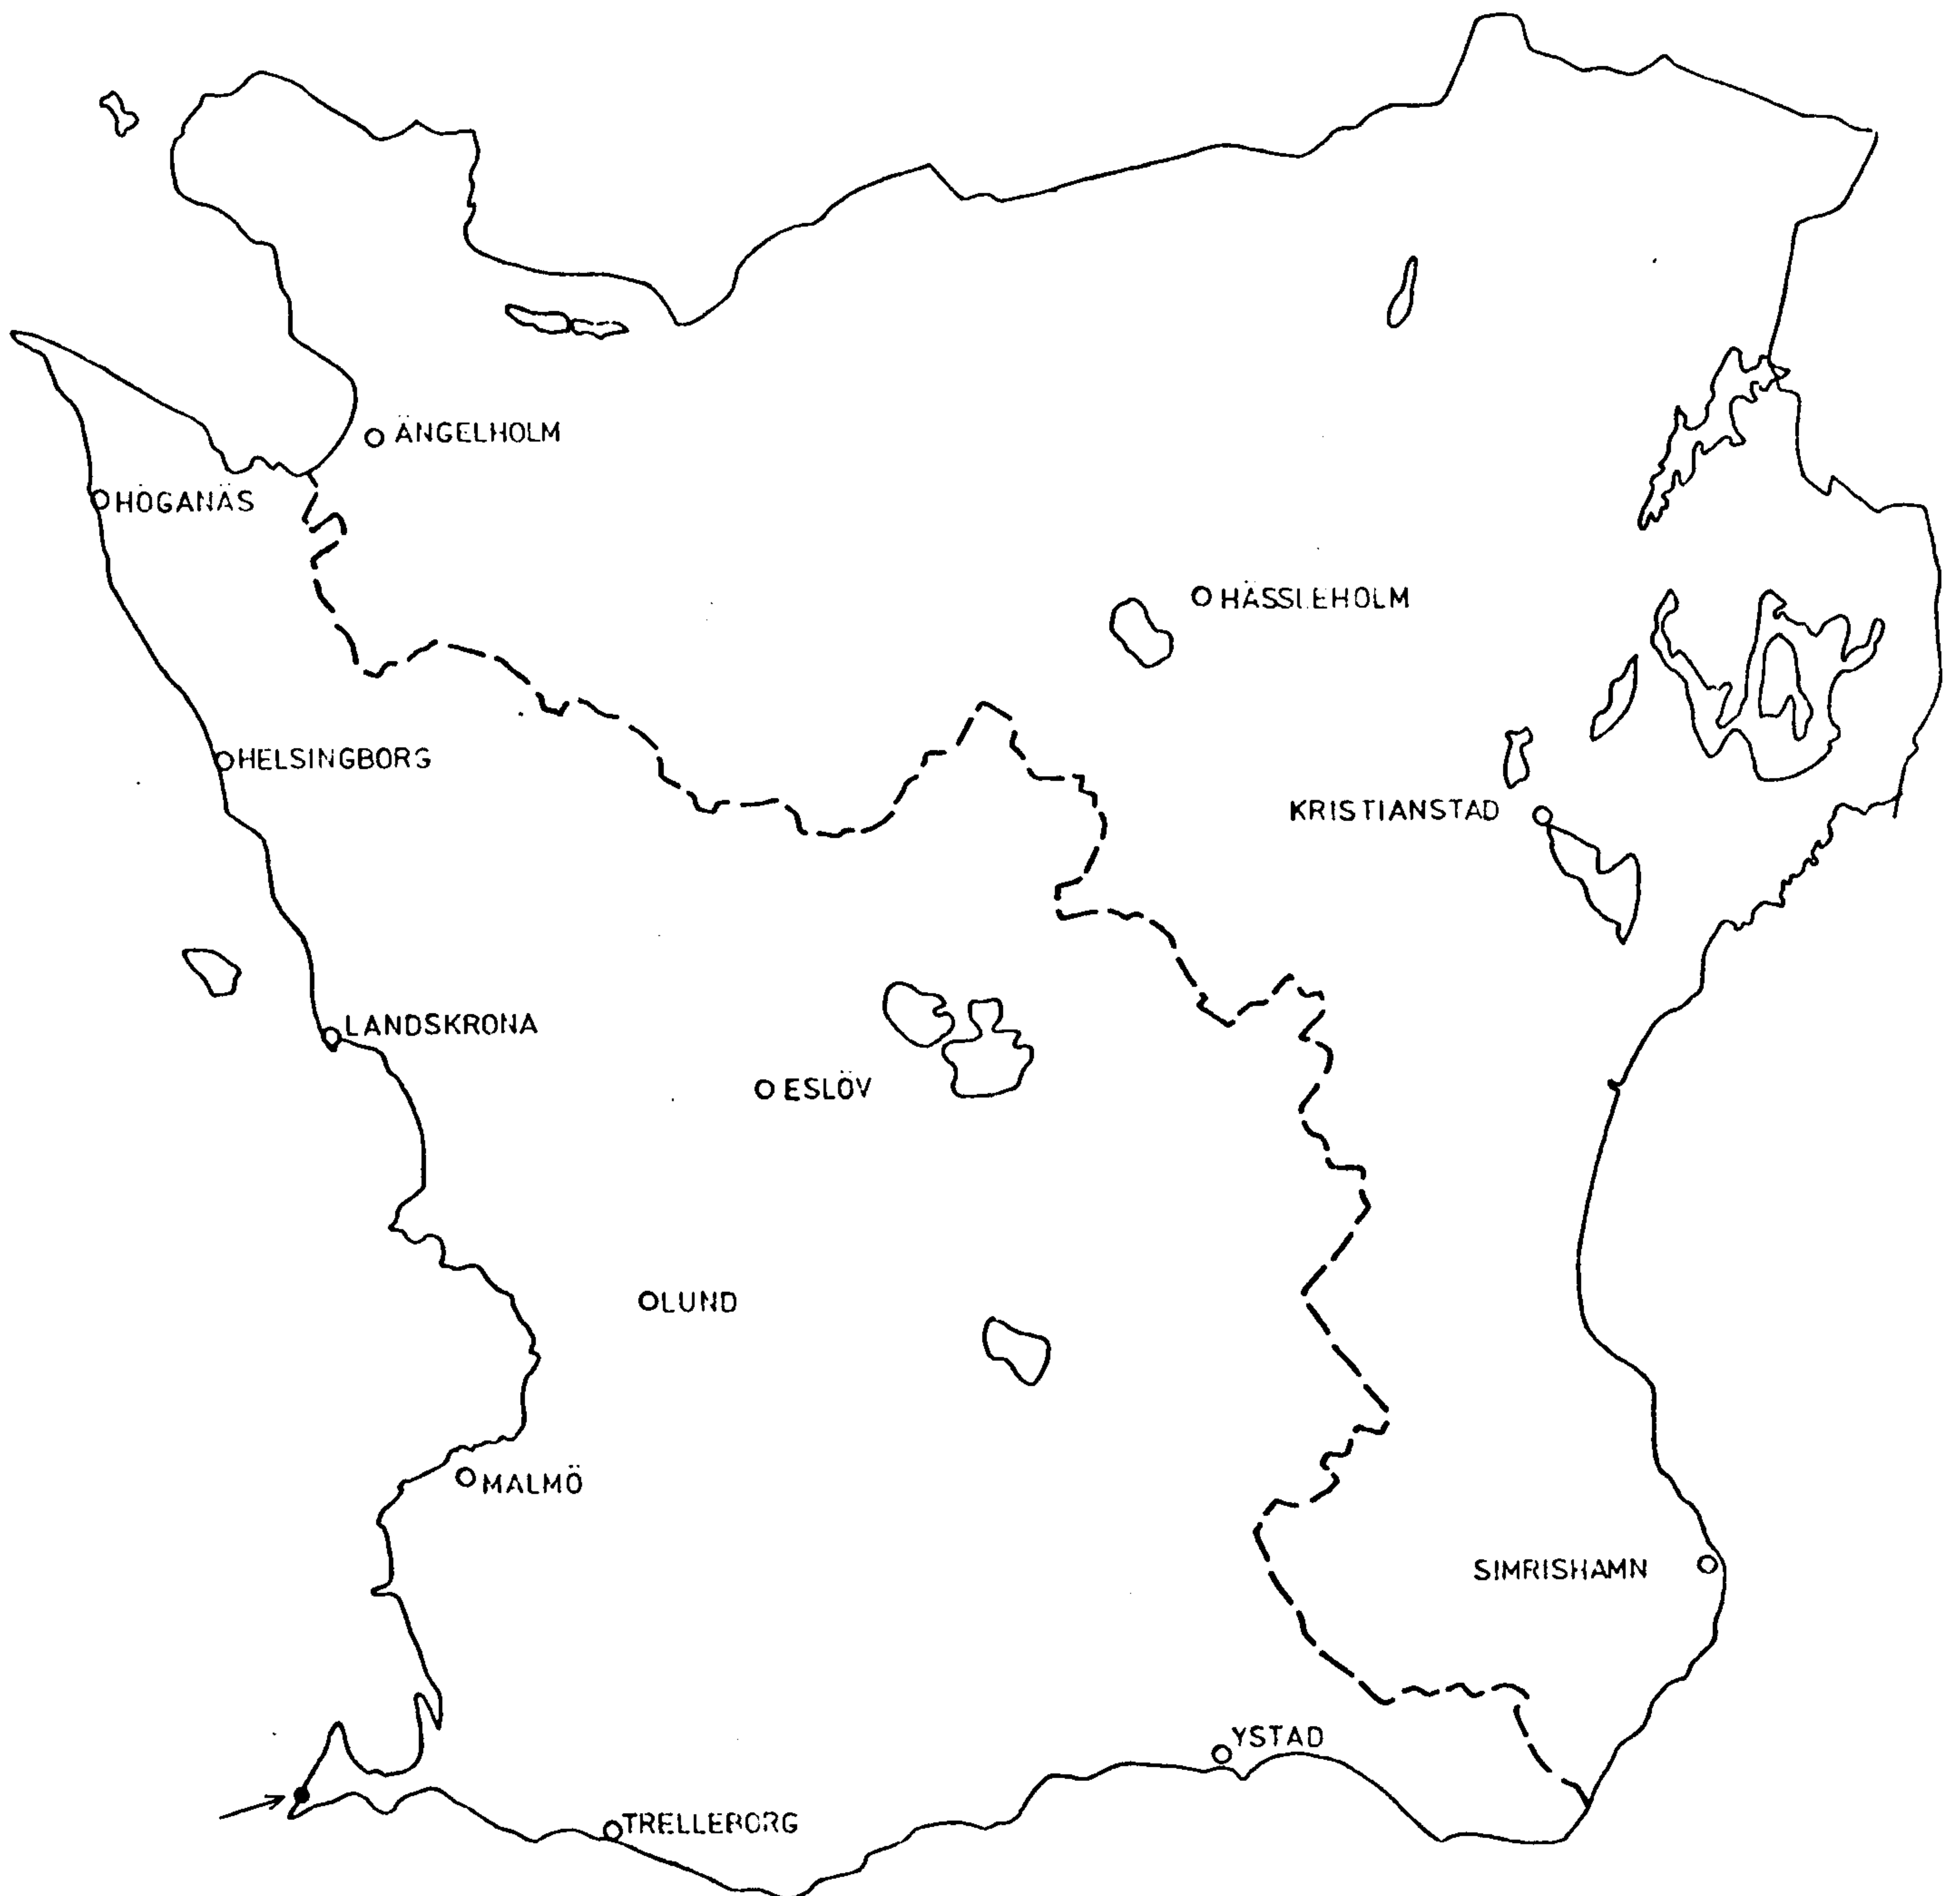 ÄNGELHOLM
HÖGANÄS
HÄSSLEHOLM
HELSINGBORG
KRISTIANSTAD
LANDSKRONA
ESLÖV
LUND
MALMÖ
SIMRISHAMN
YSTAD
TRELLEBORG